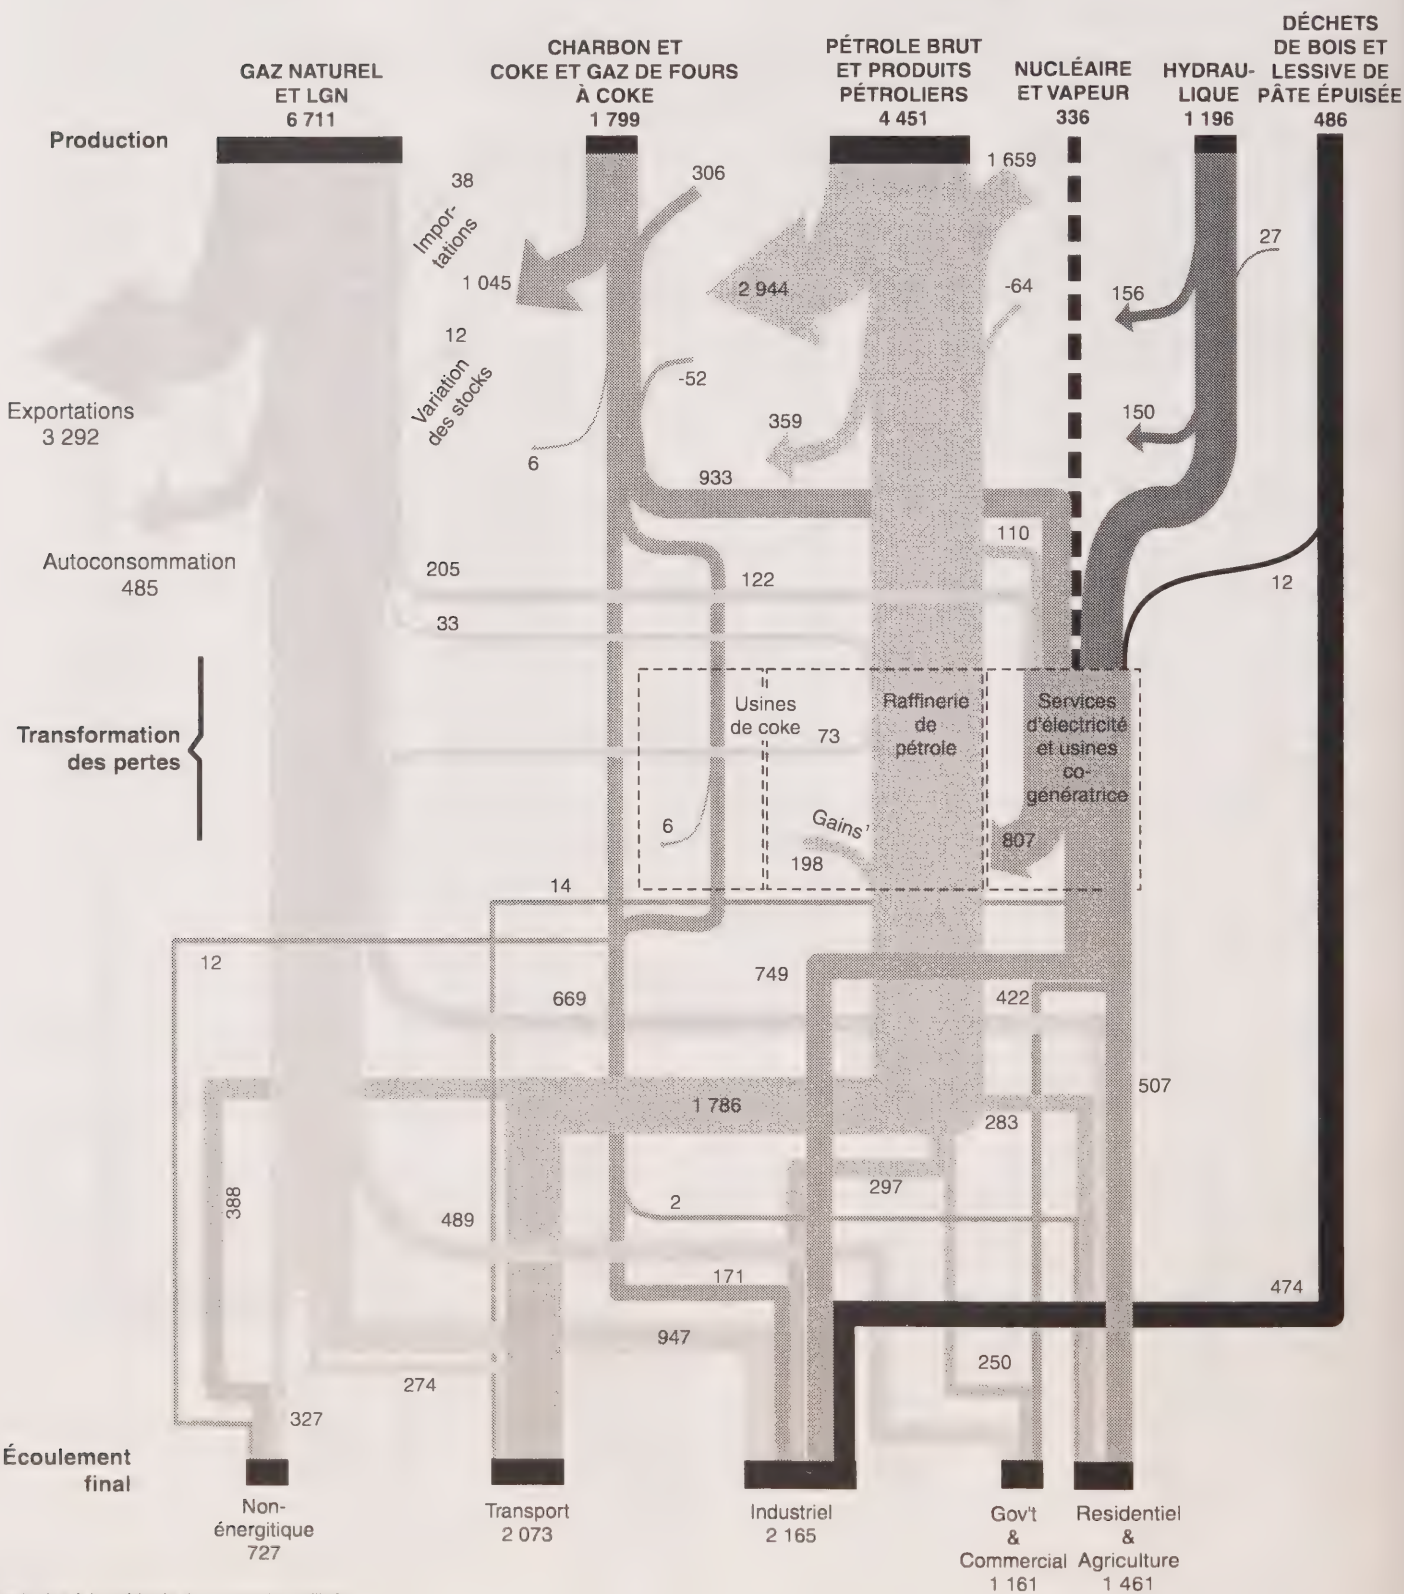 GAZ NATUREL
ET LGN
6 711
CHARBON ET
COKE ET GAZ DE FOURS
À COKE
1 799
PÉTROLE BRUT
ET PRODUITS
PÉTROLIERS
4 451
NUCLÉAIRE
ET VAPEUR
336
HYDRAU-
LIQUE
1 196
DÉCHETS
DE BOIS ET
LESSIVE DE
PÂTE ÉPUISÉE
486
Production
38
Impor-
tations
306
1 659
1 045
2 944
-64
156
27
12
Variation
des stocks
-52
6
359
150
Exportations
3 292
933
110
Autoconsommation
485
205
122
12
33
Transformation
des pertes
Usines
de coke
73
Raffinerie
de
pétrole
Services
d'électricité
et usines
co-
génératrice
6
Gains¹
198
807
14
12
749
669
422
507
1 786
283
388
297
2
489
171
474
947
250
274
327
Écoulement
final
Non-
énergitique
727
Transport
2 073
Industriel
2 165
Gov't
&
Commercial
1 161
Residentiel
&
Agriculture
1 461